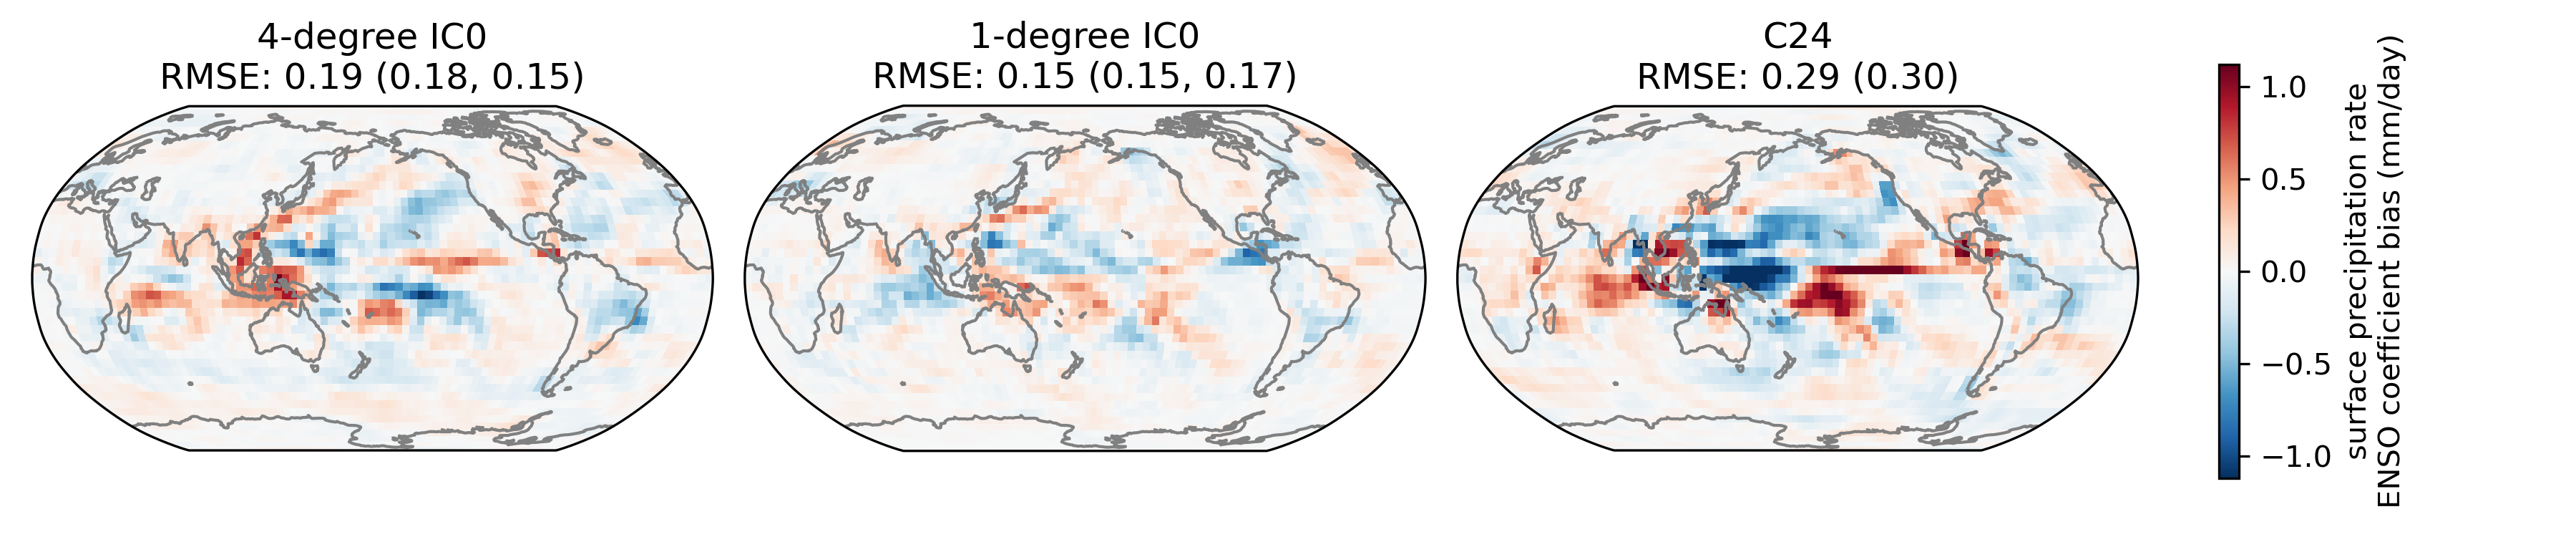 4-degree IC0
RMSE: 0.19 (0.18, 0.15)
1-degree IC0
RMSE: 0.15 (0.15, 0.17)
C24
RMSE: 0.29 (0.30)
1.0
0.5
0.0
−0.5
−1.0
surface precipitation rate
ENSO coefficient bias (mm/day)